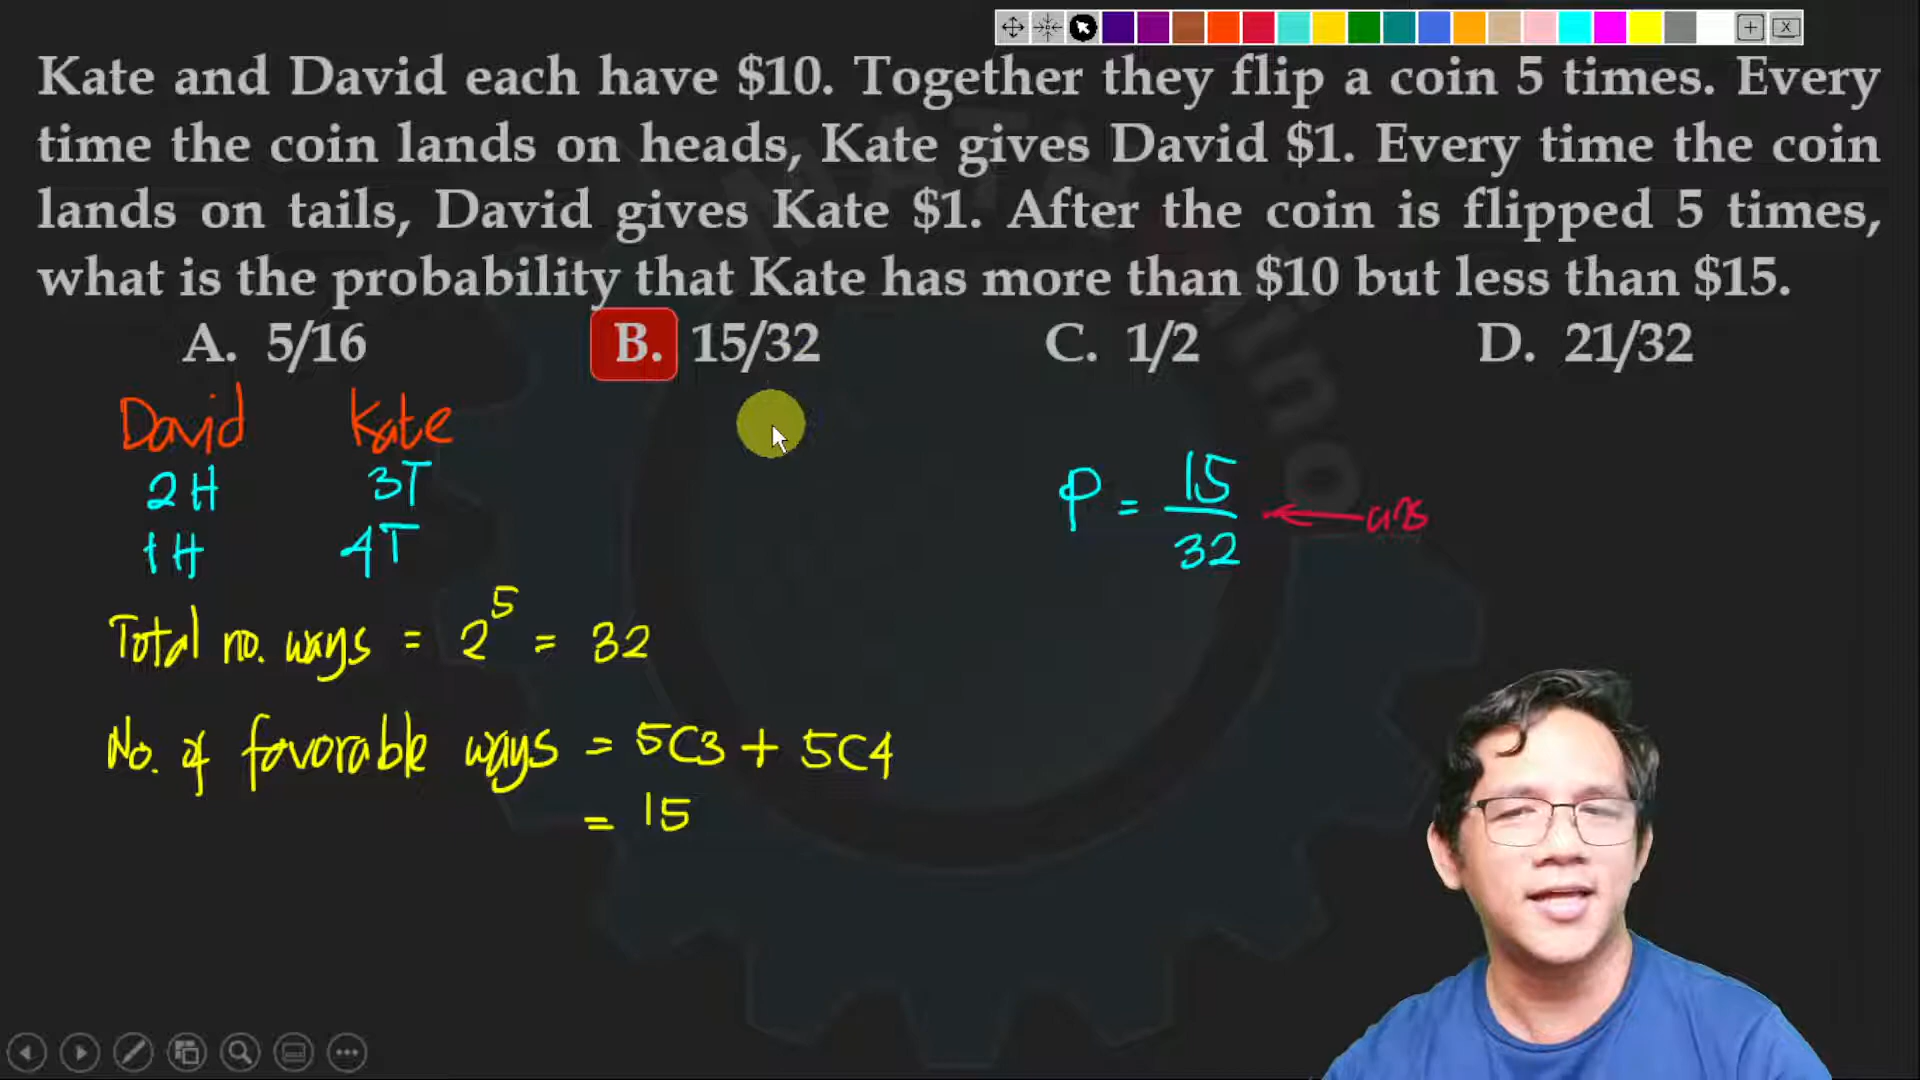 Kate and David each have $10. Together they flip a coin 5 times. Every
time the coin lands on heads, Kate gives David $1. Every time the coin
lands on tails, David gives Kate $1. After the coin is flipped 5 times,
what is the probability that Kate has more than $10 but less than $15.
A. 5/16 B. 15/32 C. 1/2 D. 21/32
David Kate
2H 3T
1H 4T
P = 15/32 ← ans
Total no. ways = 2^5 = 32
No. of favorable ways = 5C3 + 5C4
= 15